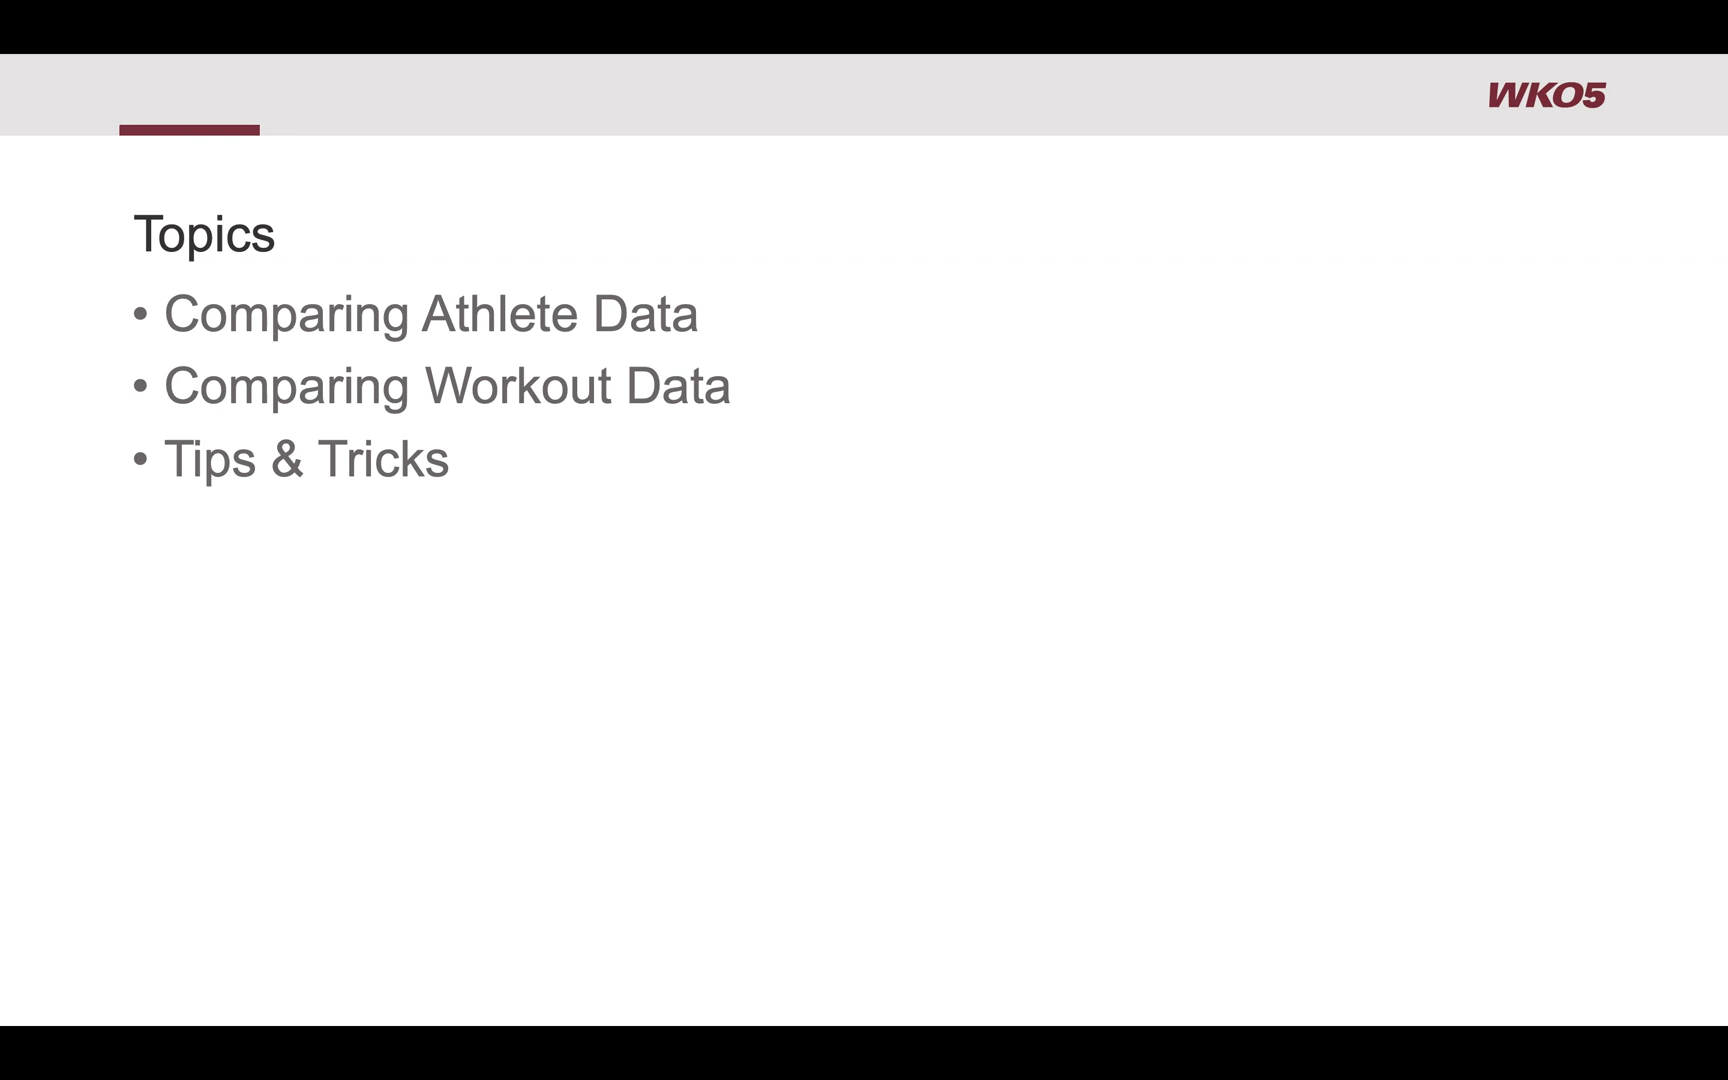 WKO5
Topics
• Comparing Athlete Data
• Comparing Workout Data
• Tips & Tricks